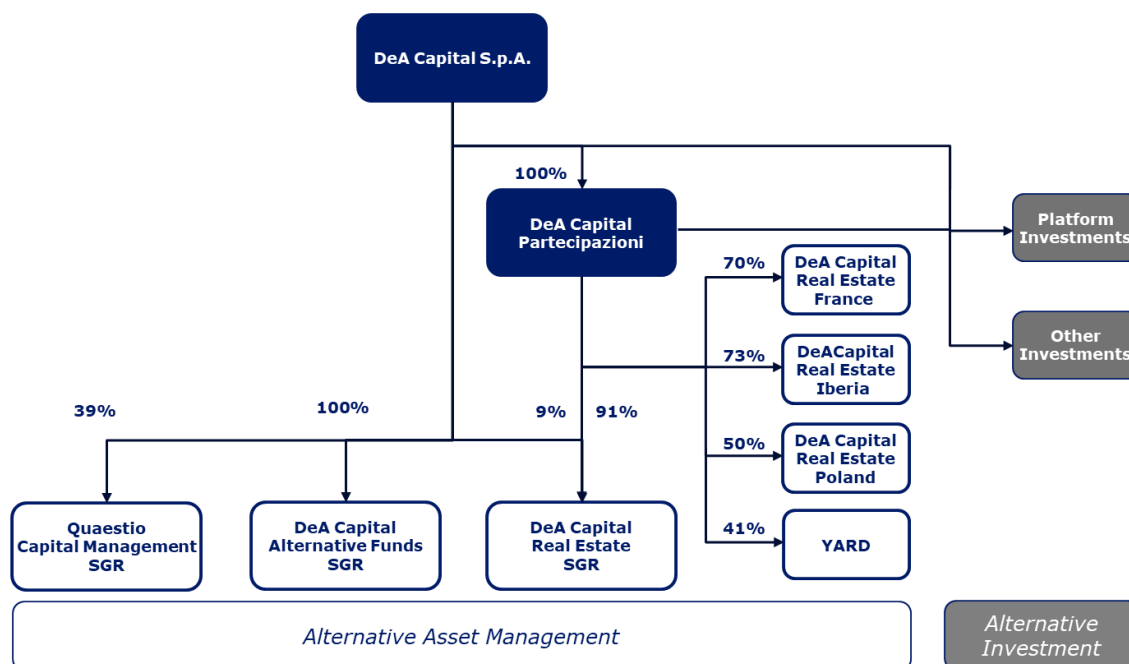 DeA Capital S.p.A.
100%
DeA Capital
Partecipazioni
Platform
Investments
70%
DeA Capital
Real Estate
France
Other
Investments
73%
DeACapital
Real Estate
Iberia
39%
100%
9%
91%
50%
DeA Capital
Real Estate
Poland
41%
YARD
Quaestio
Capital Management
SGR
DeA Capital
Alternative Funds
SGR
DeA Capital
Real Estate
SGR
Alternative Asset Management
Alternative
Investment